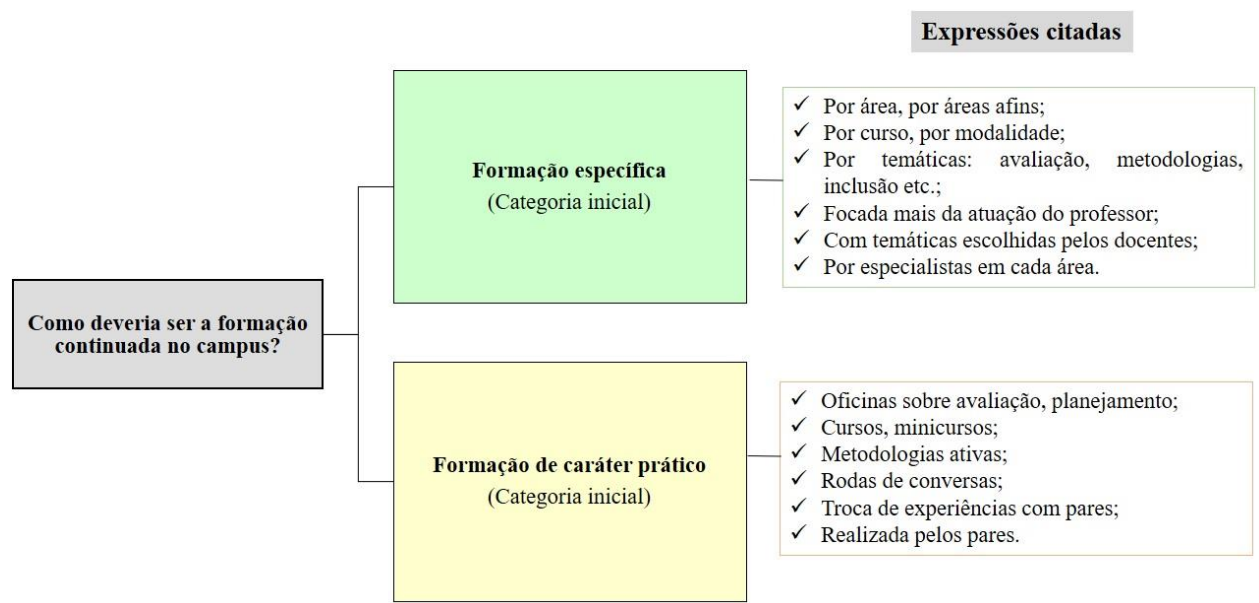 Expressões citadas
Como deveria ser a formação
continuada no campus?
Formação específica
(Categoria inicial)
✓ Por área, por áreas afins;
✓ Por curso, por modalidade;
✓ Por temáticas: avaliação, metodologias,
inclusão etc.;
✓ Focada mais da atuação do professor;
✓ Com temáticas escolhidas pelos docentes;
✓ Por especialistas em cada área.
Formação de caráter prático
(Categoria inicial)
✓ Oficinas sobre avaliação, planejamento;
✓ Cursos, minicursos;
✓ Metodologias ativas;
✓ Rodas de conversas;
✓ Troca de experiências com pares;
✓ Realizada pelos pares.